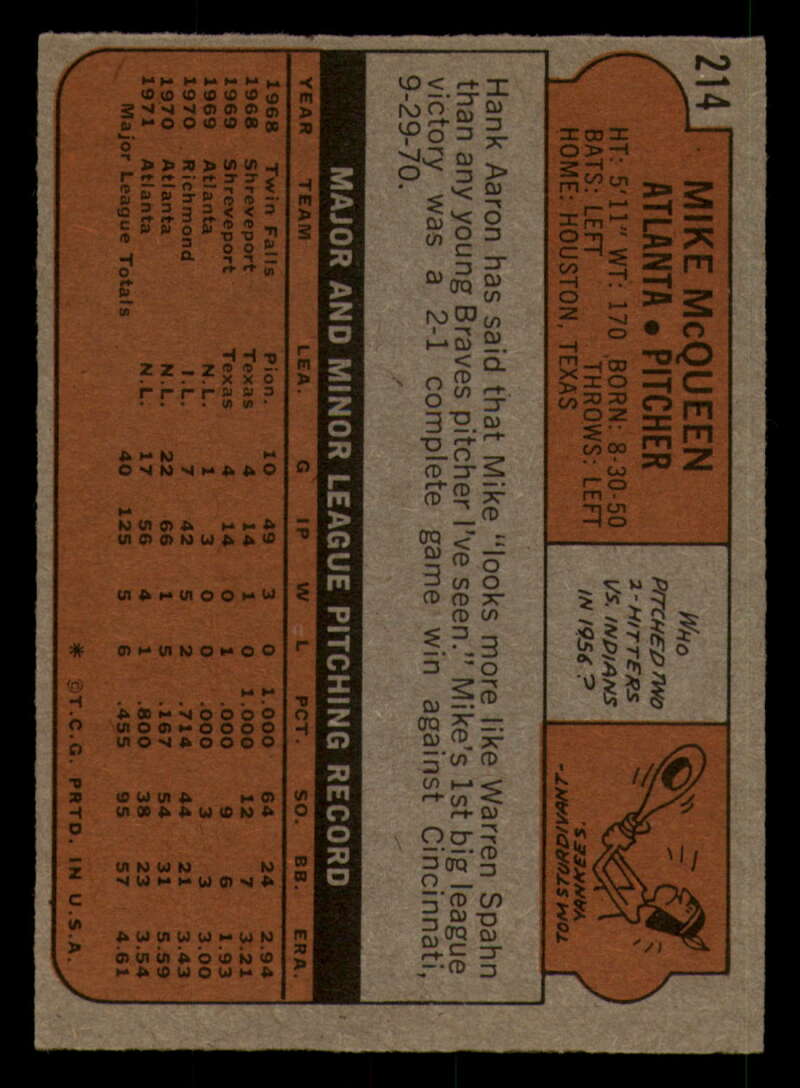 214
MIKE McQUEEN
ATLANTA • PITCHER
HT: 5'11" WT: 170 BORN: 8-30-50
BATS: LEFT THROWS: LEFT
HOME: HOUSTON, TEXAS
WHO
PITCHED TWO
2-HITTERS
VS. INDIANS
IN 1956?
TOM STURDIVANT-
YANKEES.
Hank Aaron has said that Mike "looks more like Warren Spahn
than any young Braves pitcher I've seen." Mike's 1st big league
victory was a 2-1 complete game win against Cincinnati,
9-29-70.
MAJOR AND MINOR LEAGUE PITCHING RECORD
YEAR TEAM LEA. G IP W L PCT. SO. BB. ERA.
1968 Twin Falls Pion. 10 49 3 0 1.000 64 24 2.94
1968 Shreveport Texas 4 14 1 0 1.000 12 7 3.21
1969 Shreveport Texas 4 14 0 1 .000 9 6 1.93
1969 Atlanta N.L. 1 3 0 0 .000 3 3 3.00
1970 Richmond I.L. 7 42 5 2 .714 44 21 3.43
1970 Atlanta N.L. 22 66 1 5 .167 54 31 5.59
1971 Atlanta N.L. 17 56 4 1 .800 38 23 3.54
Major League Totals 40 125 5 6 .455 95 57 4.61
* ©T.C.G. PRTD. IN U.S.A.